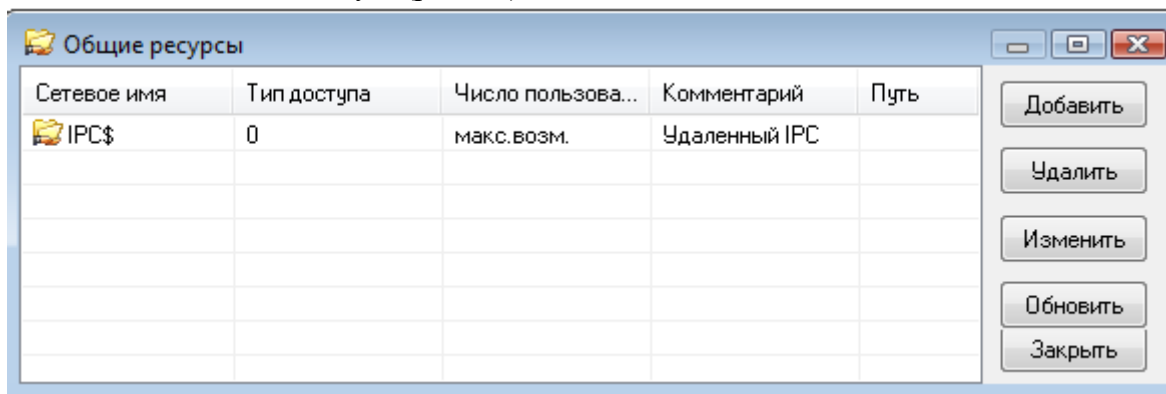 Общие ресурсы
Сетевое имя Тип доступа Число пользова... Комментарий Путь
IPC$ 0 макс.возм. Удаленный IPC
Добавить
Удалить
Изменить
Обновить
Закрыть